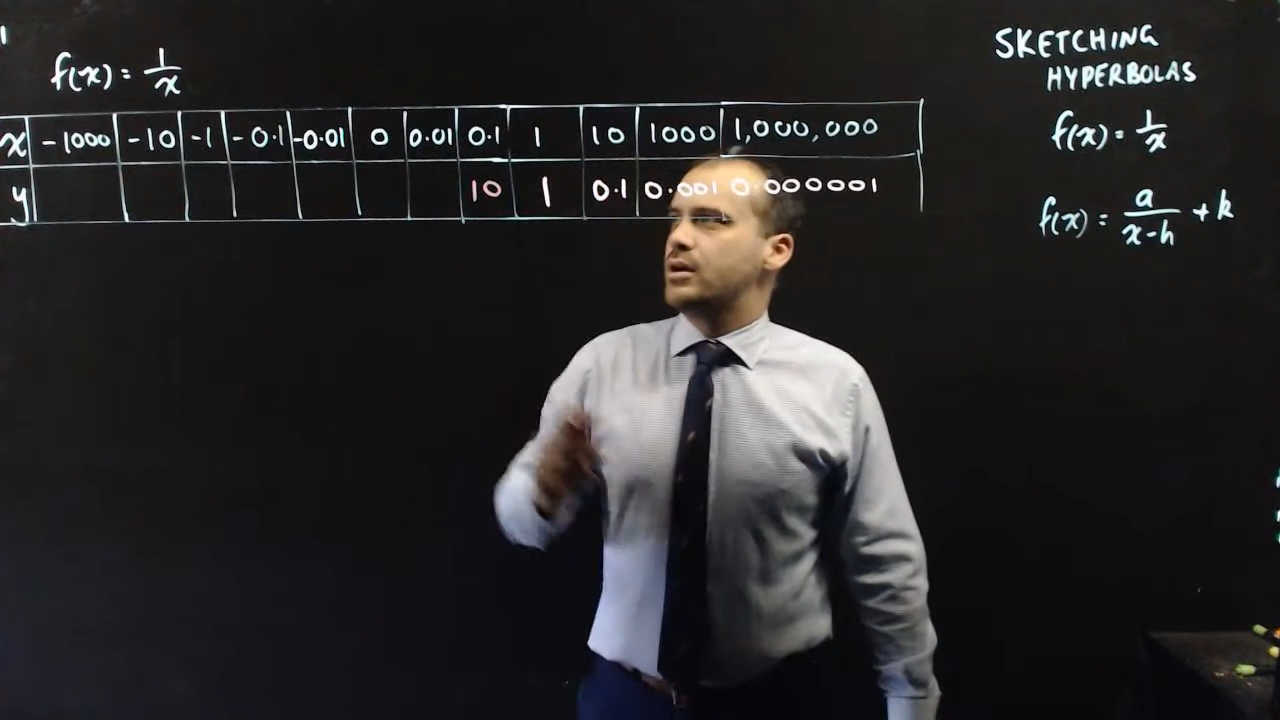 f(x) = 1/x
x -1000 -10 -1 -0.1 -0.01 0 0.01 0.1 1 10 1000 1,000,000
y 10 1 0.1 0.001 0.000001
SKETCHING
HYPERBOLAS
f(x) = 1/x
f(x) = a/(x-h) + k